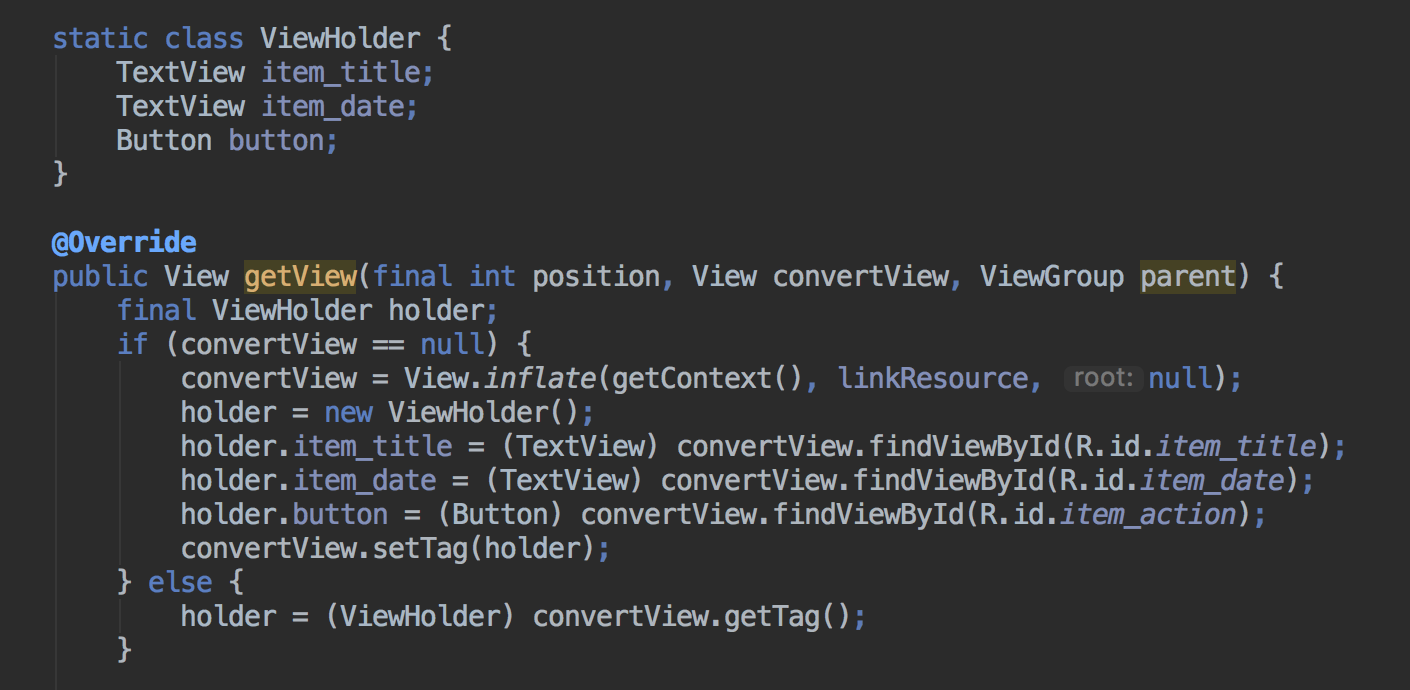 static class ViewHolder {
    TextView item_title;
    TextView item_date;
    Button button;
}
@Override
public View getView(final int position, View convertView, ViewGroup parent) {
    final ViewHolder holder;
    if (convertView == null) {
        convertView = View.inflate(getContext(), linkResource, root: null);
        holder = new ViewHolder();
        holder.item_title = (TextView) convertView.findViewById(R.id.item_title);
        holder.item_date = (TextView) convertView.findViewById(R.id.item_date);
        holder.button = (Button) convertView.findViewById(R.id.item_action);
        convertView.setTag(holder);
    } else {
        holder = (ViewHolder) convertView.getTag();
    }